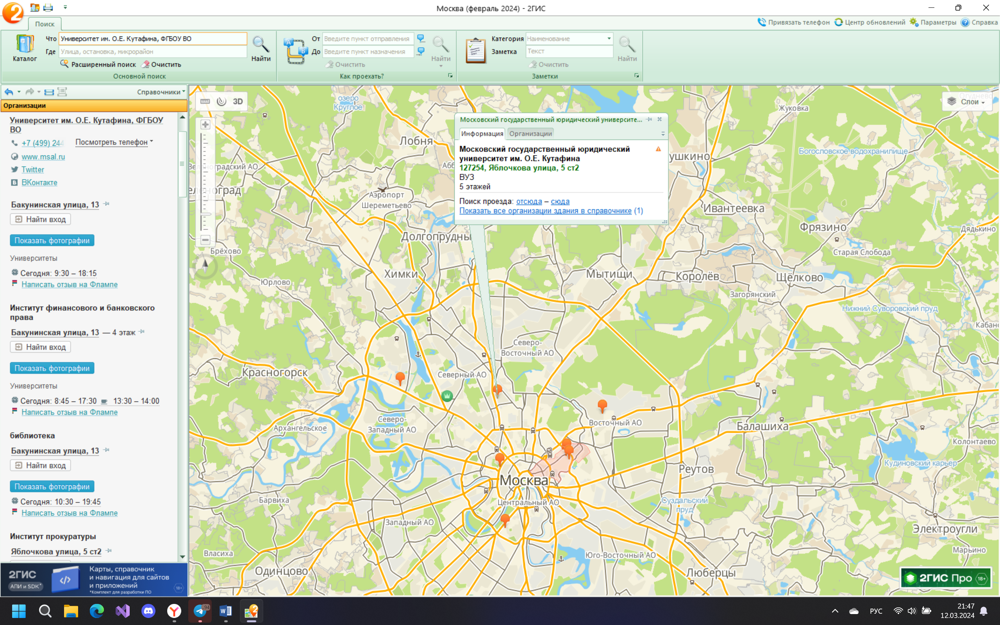 Москва (февраль 2024) - 2ГИС
Поиск
Привязать телефон
Центр обновлений
Параметры
Справка
Каталог
Что
Университет им. О.Е. Кутафина, ФГБОУ ВО
Где
Улица, остановка, микрорайон
Расширенный поиск
Очистить
Найти
Основной поиск
От
Введите пункт отправления
До
Введите пункт назначения
Очистить
Найти
Как проехать?
Категория
Наименование
Заметка
Текст
Очистить
Найти
Заметки
Справочники
Организации
Университет им. О.Е. Кутафина, ФГБОУ
ВО
+7 (499) 244
Посмотреть телефон
www.msal.ru
Twitter
ВКонтакте
Бакунинская улица, 13
Найти вход
Показать фотографии
Университеты
Сегодня: 9:30 – 18:15
Написать отзыв на Флампе
Институт финансового и банковского
права
Бакунинская улица, 13 — 4 этаж
Найти вход
Показать фотографии
Университеты
Сегодня: 8:45 – 17:30 13:30 – 14:00
Написать отзыв на Флампе
библиотека
Бакунинская улица, 13
Найти вход
Показать фотографии
Сегодня: 10:30 – 19:45
Написать отзыв на Флампе
Институт прокуратуры
Яблочкова улица, 5 ст2
2ГИС
АПИ и SDK*
Карты, справочник
и навигация для сайтов
и приложений
*Комплект для разработки ПО
18+
3D
Слои
Московский государственный юридический университе...
Информация
Организации
Московский государственный юридический
университет им. О.Е. Кутафина
127254, Яблочкова улица, 5 ст2
ВУЗ
5 этажей
Поиск проезда: отсюда – сюда
Показать все организации здания в справочнике (1)
озеро
Круглое
Огуднево
Жуковка
Лобня
Богословское водохранилище
ушкино
Аэропорт
Шереметьево
Ивантеевка
Фрязино
Дядькино
Долгопрудны
Брёхово
Старая Слобода
Химки
Мытищи
Королёв
Щёлково
Юрлово
Загорянский
Нижний Суворовский пруд
Кабан
Северо-
Восточный АО
Красногорск
Северный АО
Архангельское
Северо-
Западный АО
Восточный АО
Балашиха
Колонтаево
Кудиновский карьер
Реутов
Москва
Барвиха
Центральный АО
Суздальский
пруд
Западный АО
Электроугли
Власиха
Юго-Восточный АО
Марьино
Одинцово
Люберцы
2ГИС Про
18+
94
РУС
21:47
12.03.2024